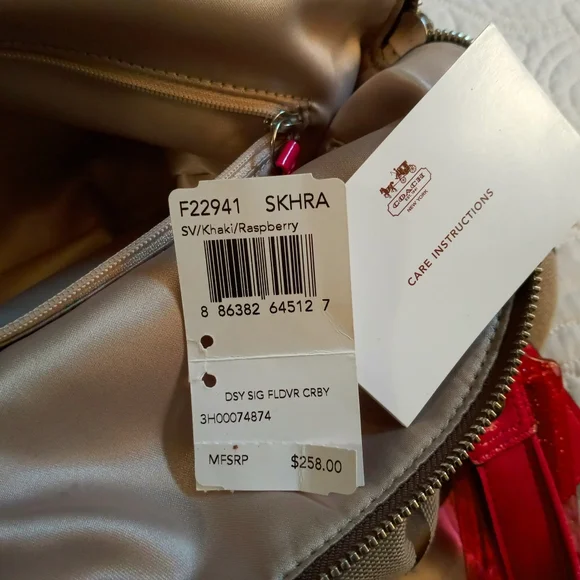 F22941 SKHRA
SV/Khaki/Raspberry
8 86382 64512 7
DSY SIG FLDVR CRBY
3H00074874
MFSRP $258.00
COACH
NEW YORK
CARE INSTRUCTIONS